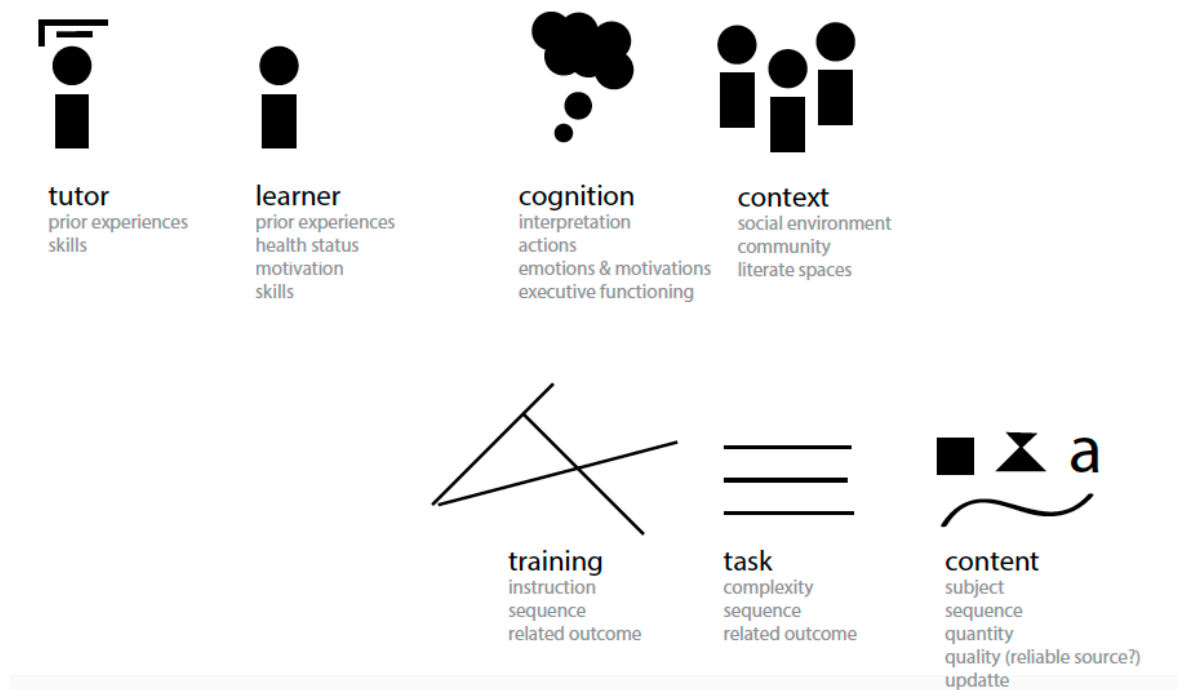 tutor
prior experiences
skills
learner
prior experiences
health status
motivation
skills
cognition
interpretation
actions
emotions & motivations
executive functioning
context
social environment
community
literate spaces
a
training
instruction
sequence
related outcome
task
complexity
sequence
related outcome
content
subject
sequence
quantity
quality (reliable source?)
updatte